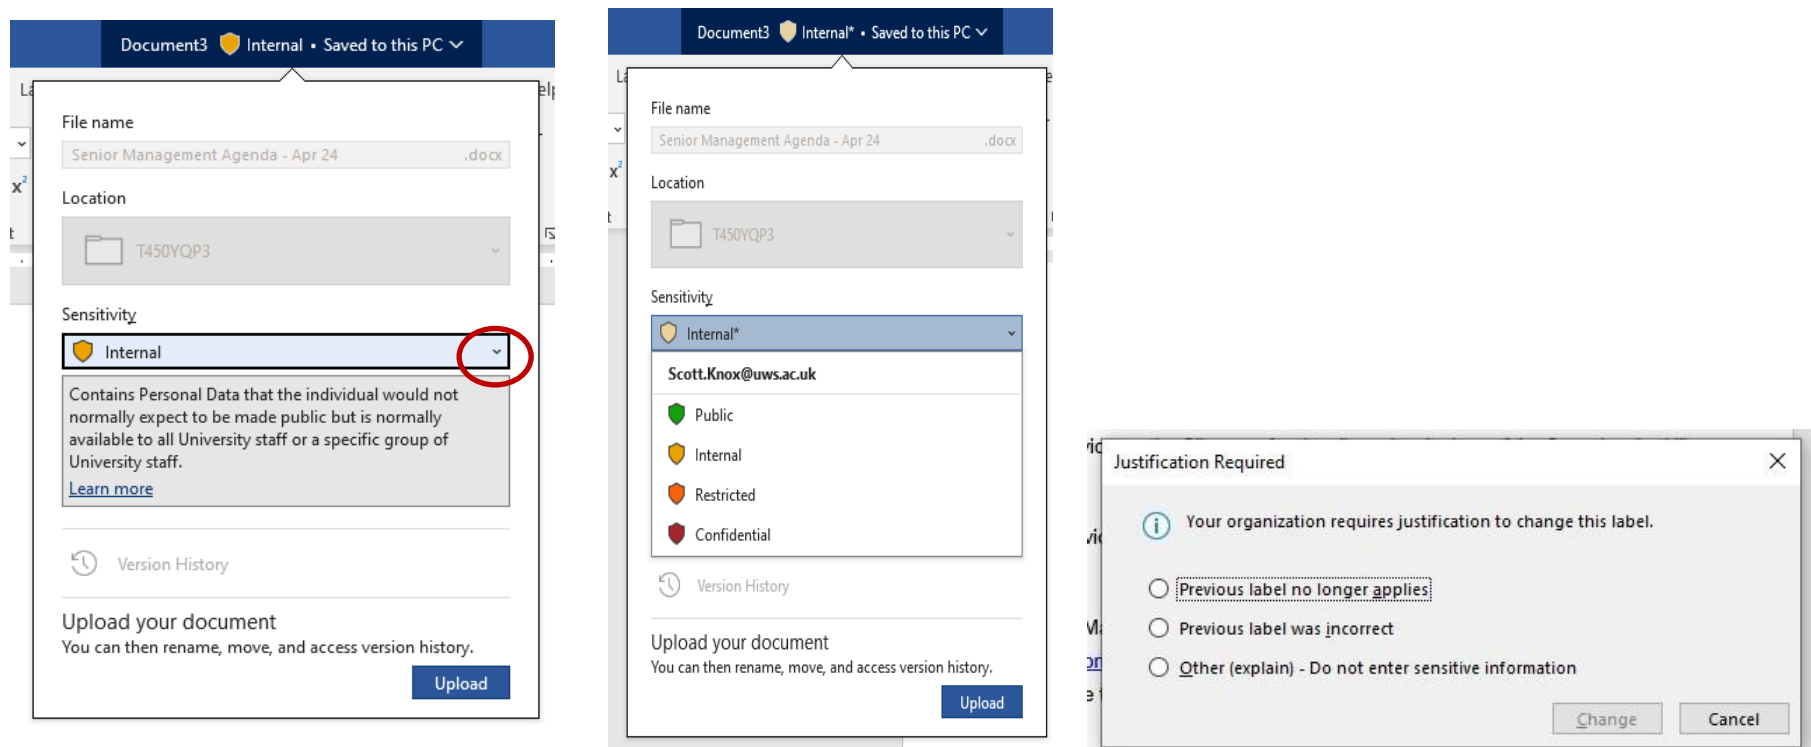 Document3 Internal • Saved to this PC
La
elp
File name
Senior Management Agenda - Apr 24 .docx
x²
Location
t
T450YQP3
Sensitivity
Internal
Contains Personal Data that the individual would not
normally expect to be made public but is normally
available to all University staff or a specific group of
University staff.
Learn more
Version History
Upload your document
You can then rename, move, and access version history.
Upload
Document3 Internal* • Saved to this PC
La
e
File name
Senior Management Agenda - Apr 24 .docx
x²
Location
t
T450YQP3
Sensitivity
Internal*
Scott.Knox@uws.ac.uk
Public
Internal
Restricted
Confidential
Version History
Upload your document
You can then rename, move, and access version history.
Upload
Justification Required
Your organization requires justification to change this label.
Previous label no longer applies
Previous label was incorrect
Other (explain) - Do not enter sensitive information
Change Cancel